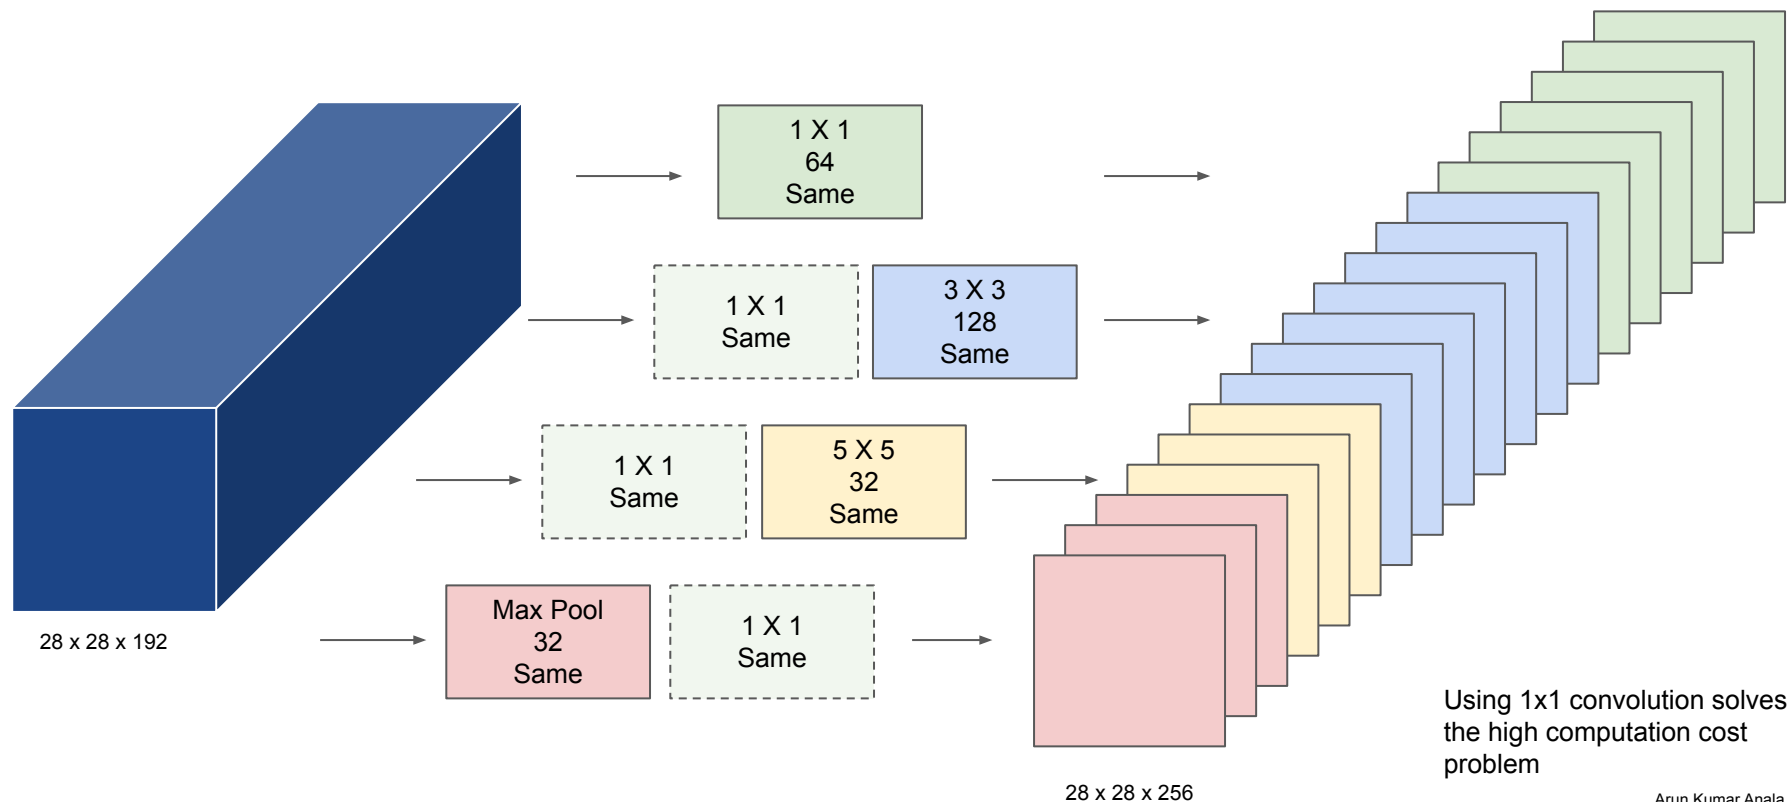 1 X 1
64
Same
1 X 1
Same
3 X 3
128
Same
1 X 1
Same
5 X 5
32
Same
Max Pool
32
Same
1 X 1
Same
28 x 28 x 192
28 x 28 x 256
Using 1x1 convolution solves
the high computation cost
problem
Arun Kumar Anala